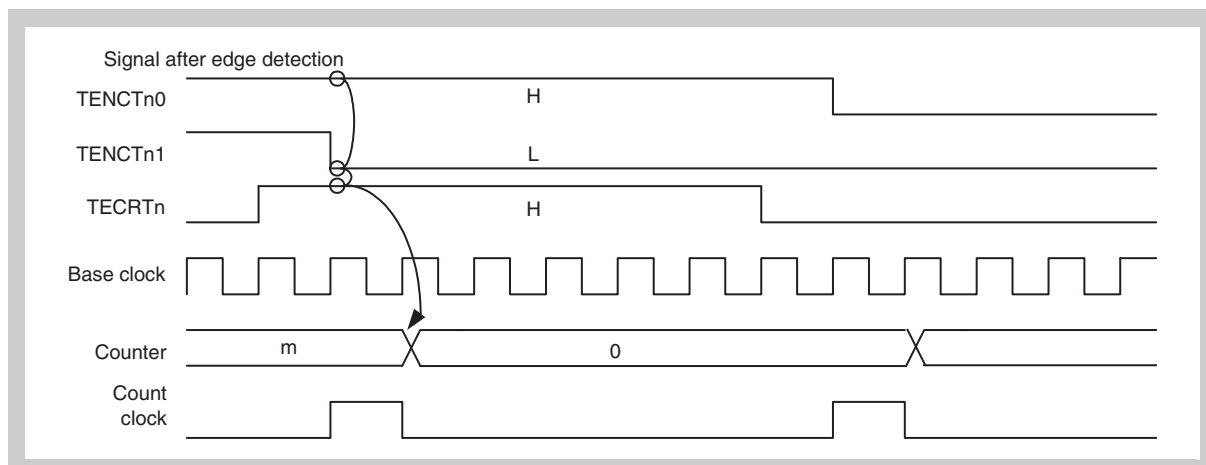 Signal after edge detection
TENCTn0
H
TENCTn1
L
TECRTn
H
Base clock
Counter
m
0
Count
clock